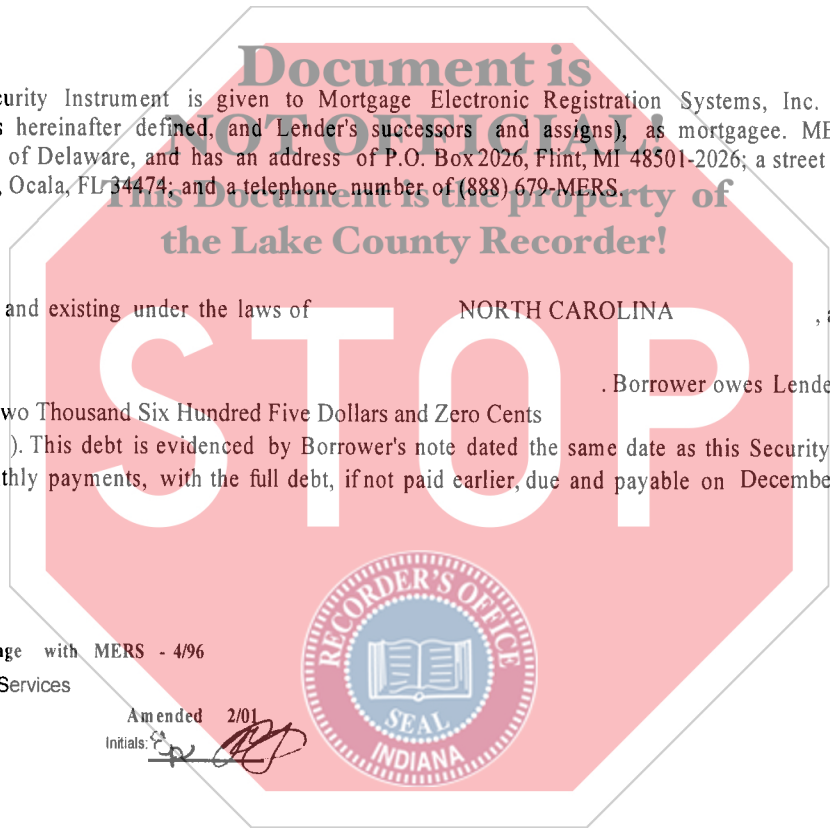 Document is
curity Instrument is given to Mortgage Electronic Registration Systems, Inc.
NOT OFFICIAL!
s hereinafter defined, and Lender's successors and assigns), as mortgagee. ME
of Delaware, and has an address of P.O. Box 2026, Flint, MI 48501-2026; a street
, Ocala, FL 34474; and a telephone number of (888) 679-MERS.
This Document is the property of
the Lake County Recorder!
and existing under the laws of NORTH CAROLINA , a
STOP
. Borrower owes Lende
wo Thousand Six Hundred Five Dollars and Zero Cents
). This debt is evidenced by Borrower's note dated the same date as this Security
thly payments, with the full debt, if not paid earlier, due and payable on Decembe
RECORDER'S OFFICE
SEAL
INDIANA
age with MERS - 4/96
Services
Amended 2/01
Initials: